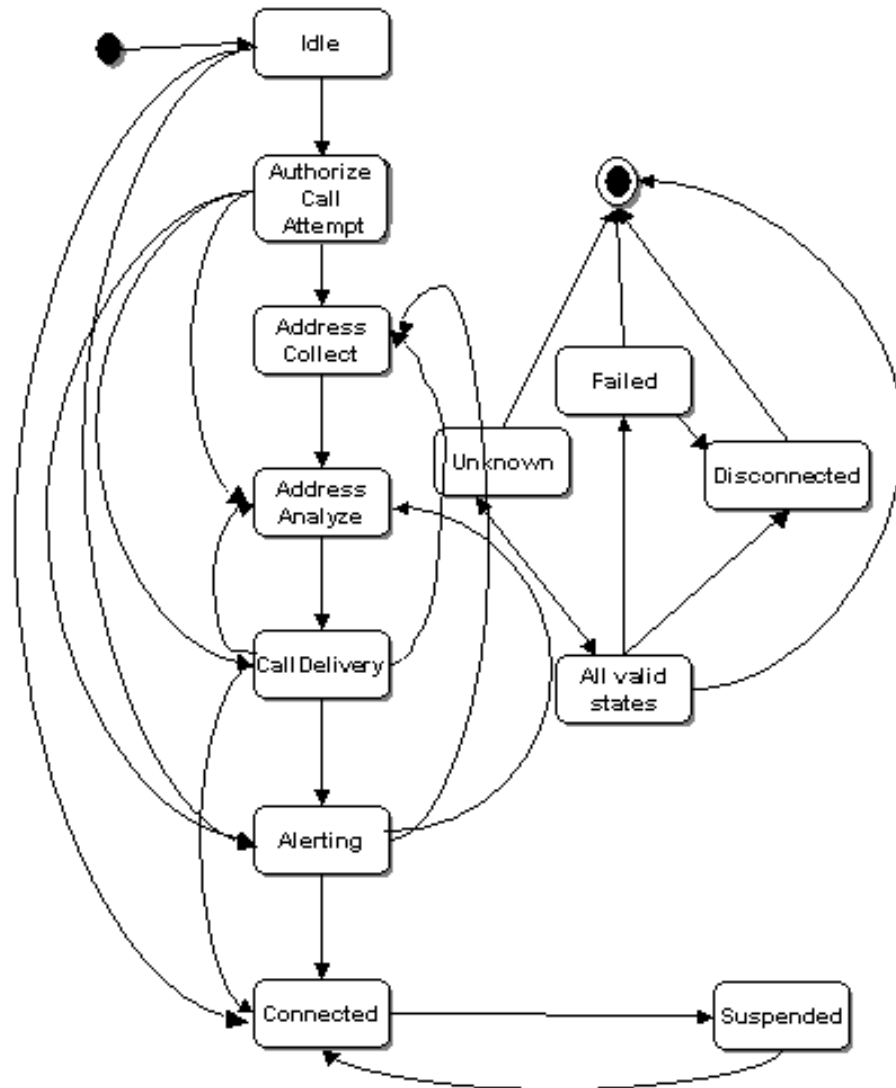 Idle
Authorize
Call
Attempt
Address
Collect
Failed
Unknown
Disconnected
Address
Analyze
Call Delivery
All valid
states
Alerting
Connected
Suspended